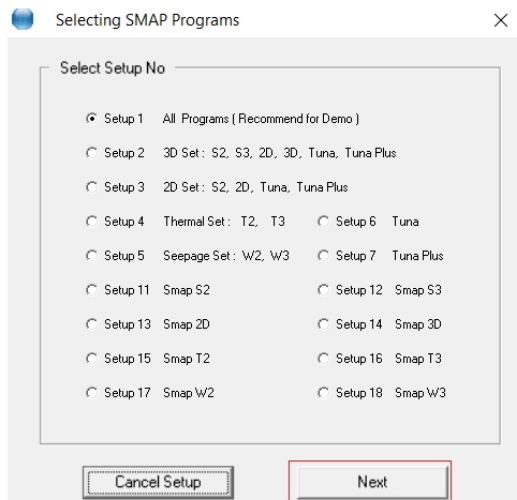 Selecting SMAP Programs
Select Setup No
Setup 1 All Programs ( Recommend for Demo )
Setup 2 3D Set : S2, S3, 2D, 3D, Tuna, Tuna Plus
Setup 3 2D Set : S2, 2D, Tuna, Tuna Plus
Setup 4 Thermal Set : T2, T3 Setup 6 Tuna
Setup 5 Seepage Set : W2, W3 Setup 7 Tuna Plus
Setup 11 Smap S2 Setup 12 Smap S3
Setup 13 Smap 2D Setup 14 Smap 3D
Setup 15 Smap T2 Setup 16 Smap T3
Setup 17 Smap W2 Setup 18 Smap W3
Cancel Setup Next